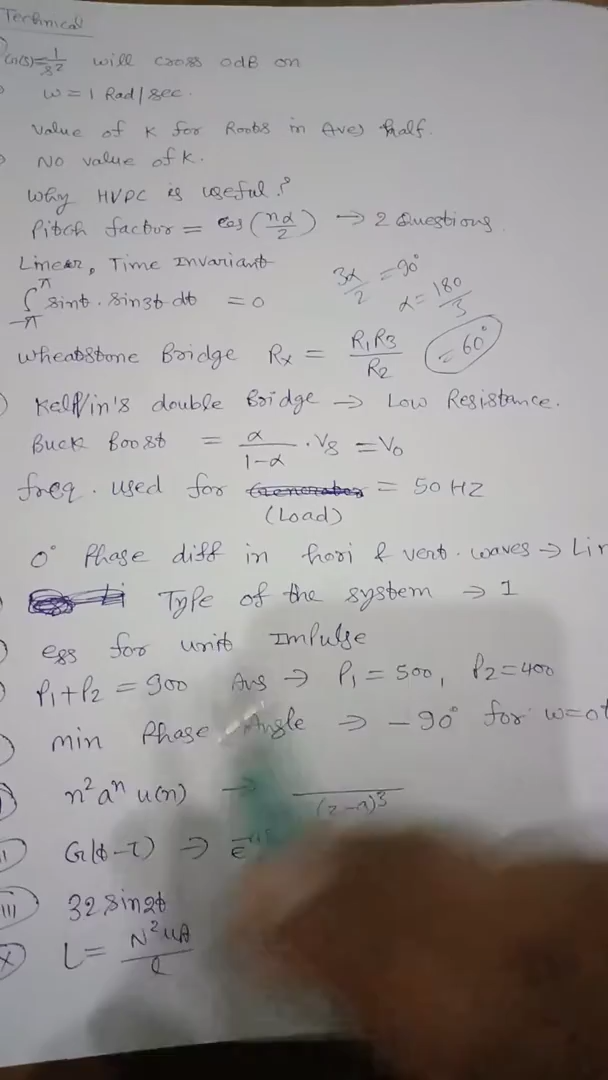 Technical
G(s)=1/s² will cross 0dB on
ω=1 Rad/sec.
Value of K for Roots in half.
No value of K.
Why HVDC is useful?
Pitch factor = cos(nα/2) → 2 Questions.
Linear, Time Invariant
3α/2 = 90°
α = 180/3
= 60°
∫ from -π to π sint . sin3t dt = 0
Wheatstone Bridge Rx = R1R3/R2
double Bridge → Low Resistance.
Buck Boost = α/1-α . Vs = Vo
freq. used for = 50 Hz
(Load)
0° Phase diff in hori & vert. waves →
Type of the system → 1
ess for unit Impulse
P1+P2 = 900 Ans → P1 = 500, P2 = 400
min Phase Angle ⇒ -90° for ω=
n²aⁿ u(n) → (z-a)³
G(t-τ) →
32 sin2t
L = N²μA/l